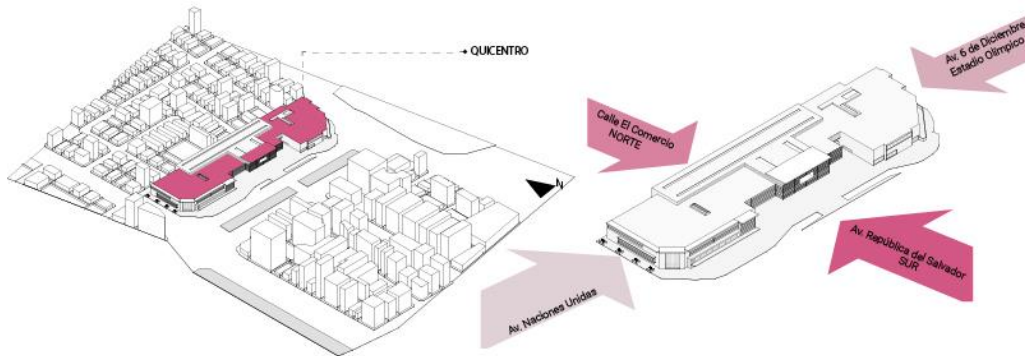 QUICENTRO
N
Calle El Comercio
NORTE
Av. 6 de Diciembre
Estadio Olímpico
Av. República del Salvador
SUR
Av. Naciones Unidas